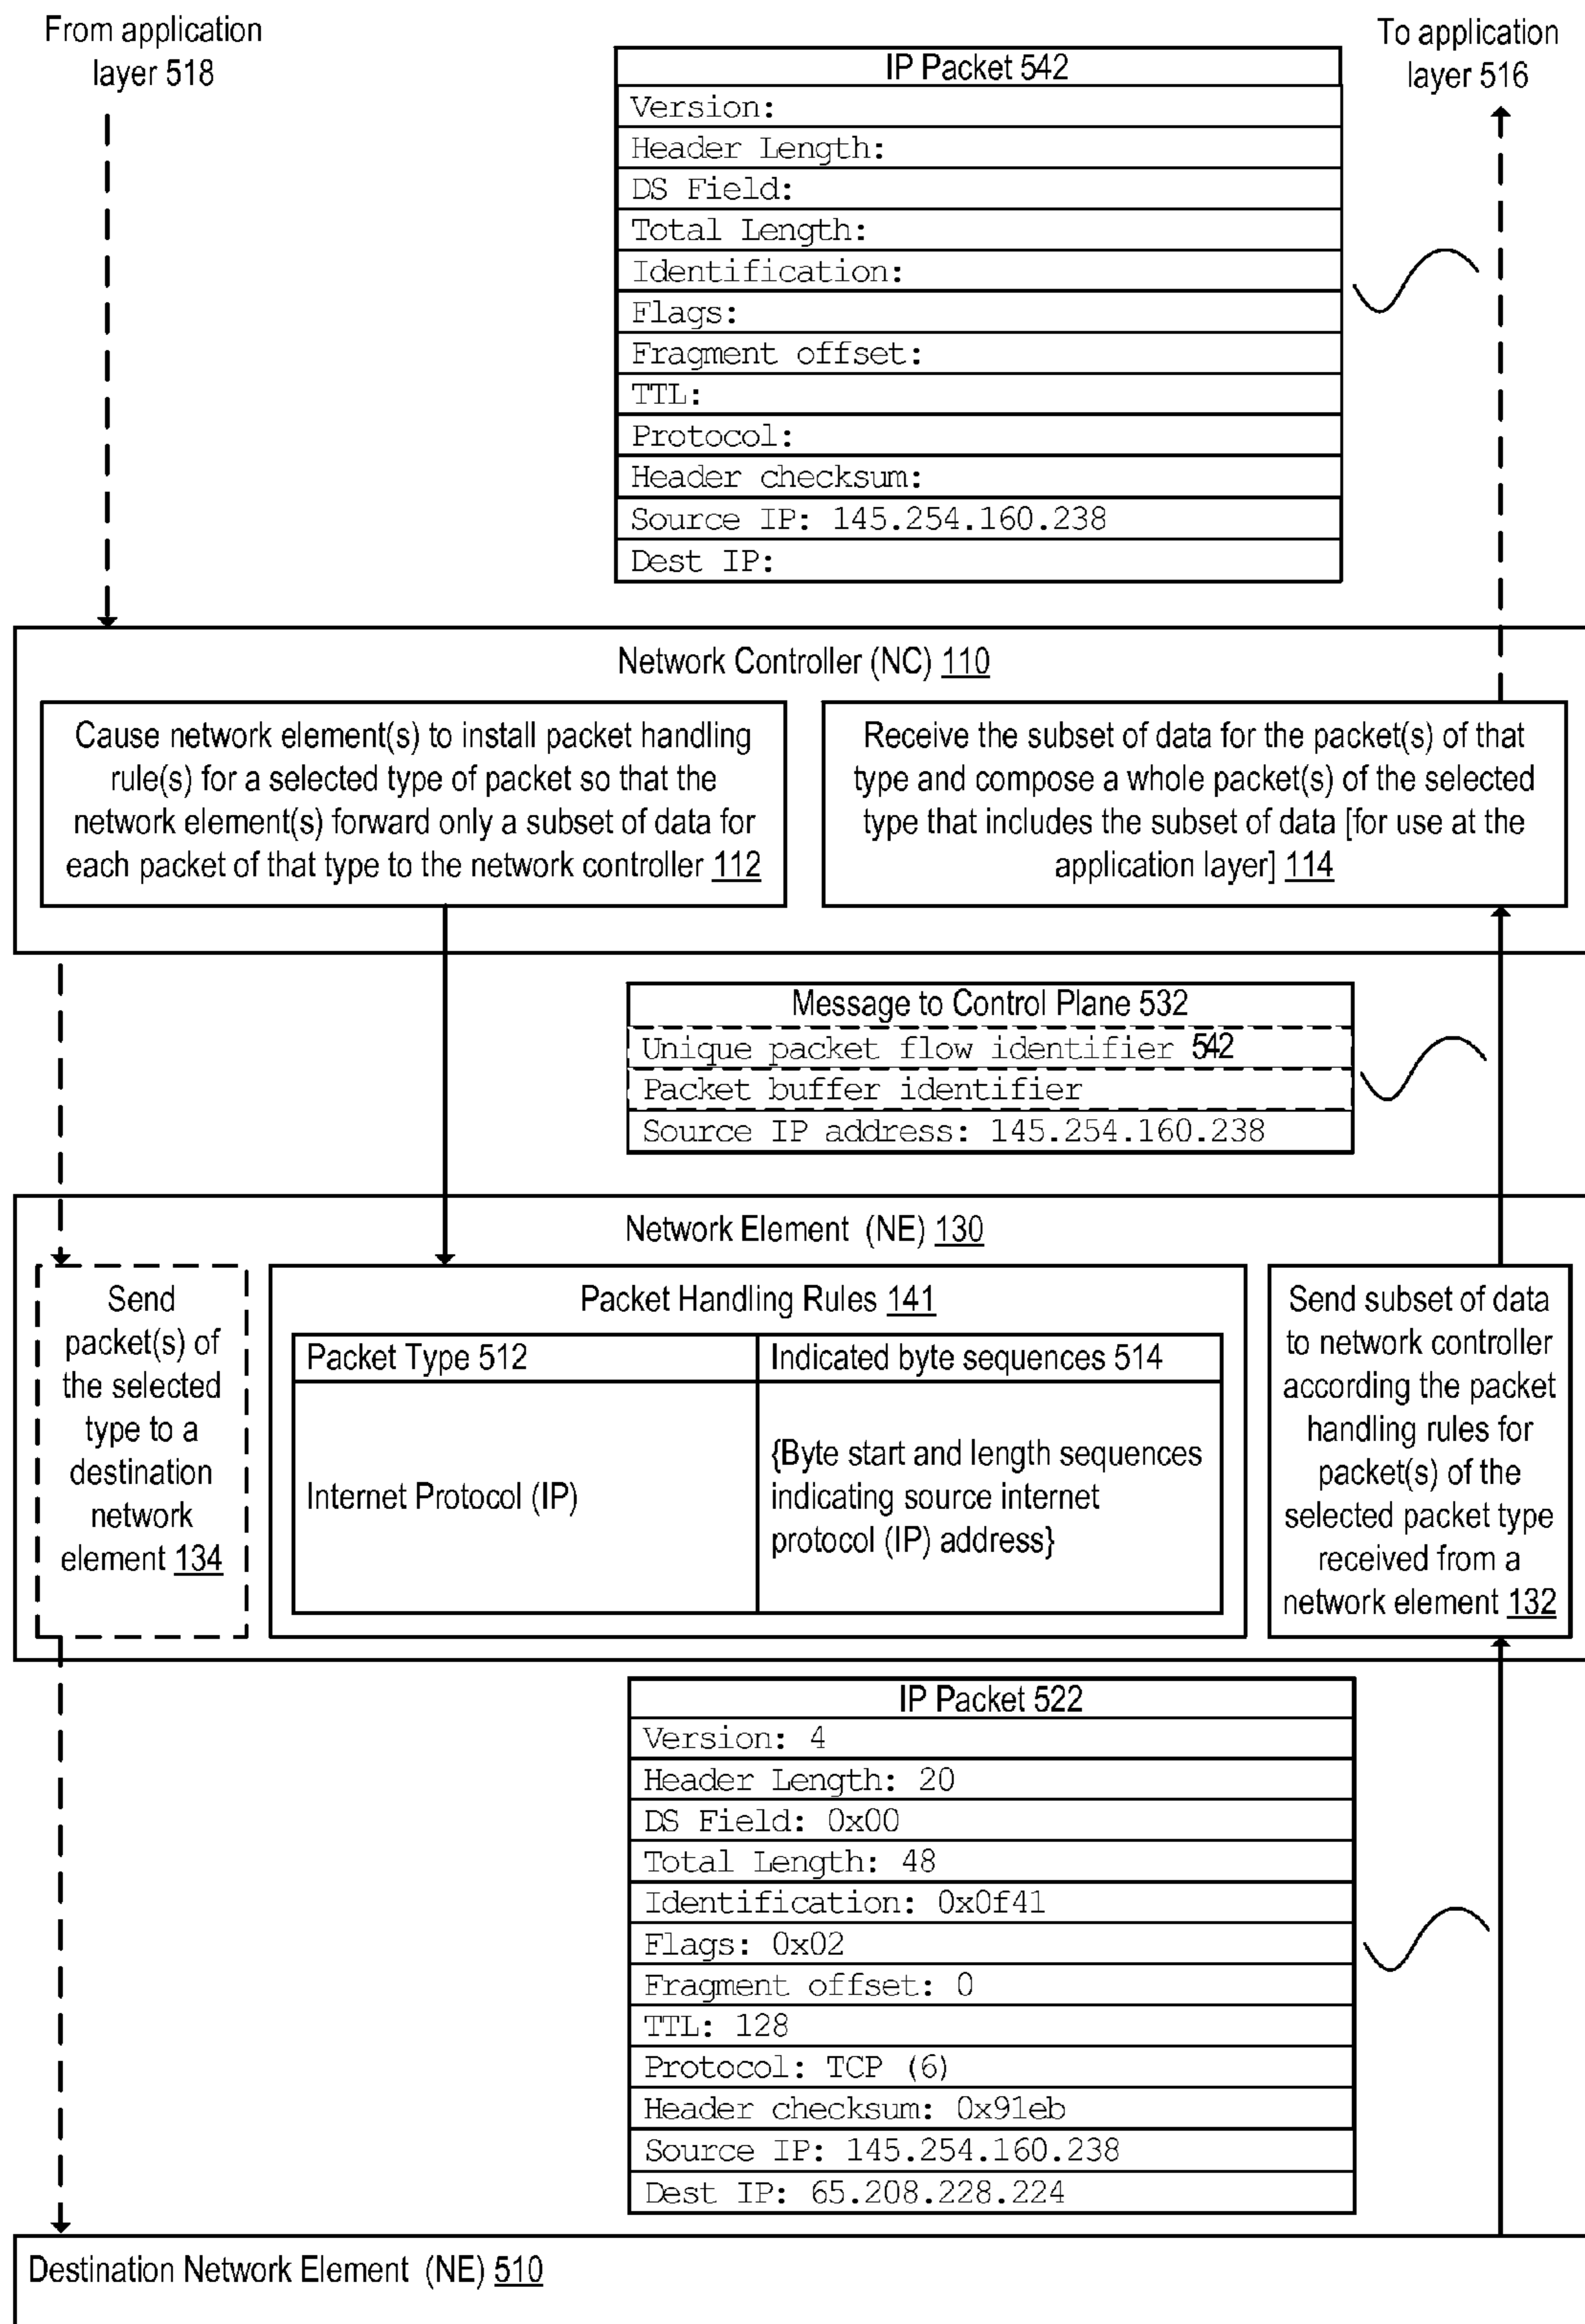 From application
layer 518
To application
layer 516
IP Packet 542
Version:
Header Length:
DS Field:
Total Length:
Identification:
Flags:
Fragment offset:
TTL:
Protocol:
Header checksum:
Source IP: 145.254.160.238
Dest IP:
Network Controller (NC) 110
Cause network element(s) to install packet handling
rule(s) for a selected type of packet so that the
network element(s) forward only a subset of data for
each packet of that type to the network controller 112
Receive the subset of data for the packet(s) of that
type and compose a whole packet(s) of the selected
type that includes the subset of data [for use at the
application layer] 114
Message to Control Plane 532
Unique packet flow identifier 542
Packet buffer identifier
Source IP address: 145.254.160.238
Network Element (NE) 130
Send
packet(s) of
the selected
type to a
destination
network
element 134
Packet Handling Rules 141
Packet Type 512
Indicated byte sequences 514
Internet Protocol (IP)
{Byte start and length sequences
indicating source internet
protocol (IP) address}
Send subset of data
to network controller
according the packet
handling rules for
packet(s) of the
selected packet type
received from a
network element 132
IP Packet 522
Version: 4
Header Length: 20
DS Field: 0x00
Total Length: 48
Identification: 0x0f41
Flags: 0x02
Fragment offset: 0
TTL: 128
Protocol: TCP (6)
Header checksum: 0x91eb
Source IP: 145.254.160.238
Dest IP: 65.208.228.224
Destination Network Element (NE) 510